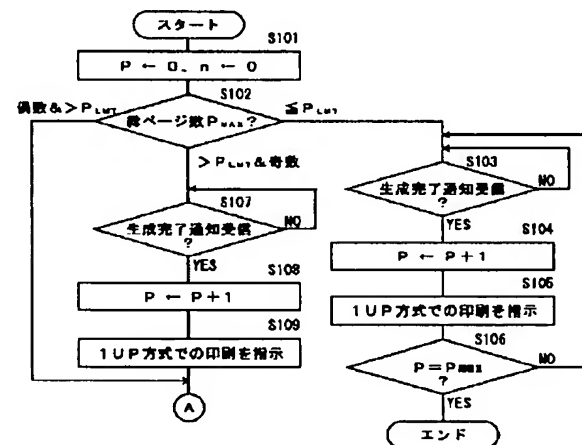 スタート
S101
P ← 0、n ← 0
S102
偶数&>PLMT
総ページ数PMAX?
≦PLMT
>PLMT&奇数
S103
生成完了通知受信
?
NO
YES
S104
P ← P+1
S105
1UP方式での印刷を指示
S106
P=Pmax
?
NO
YES
エンド
S107
生成完了通知受信
?
NO
YES
S108
P ← P+1
S109
1UP方式での印刷を指示
A